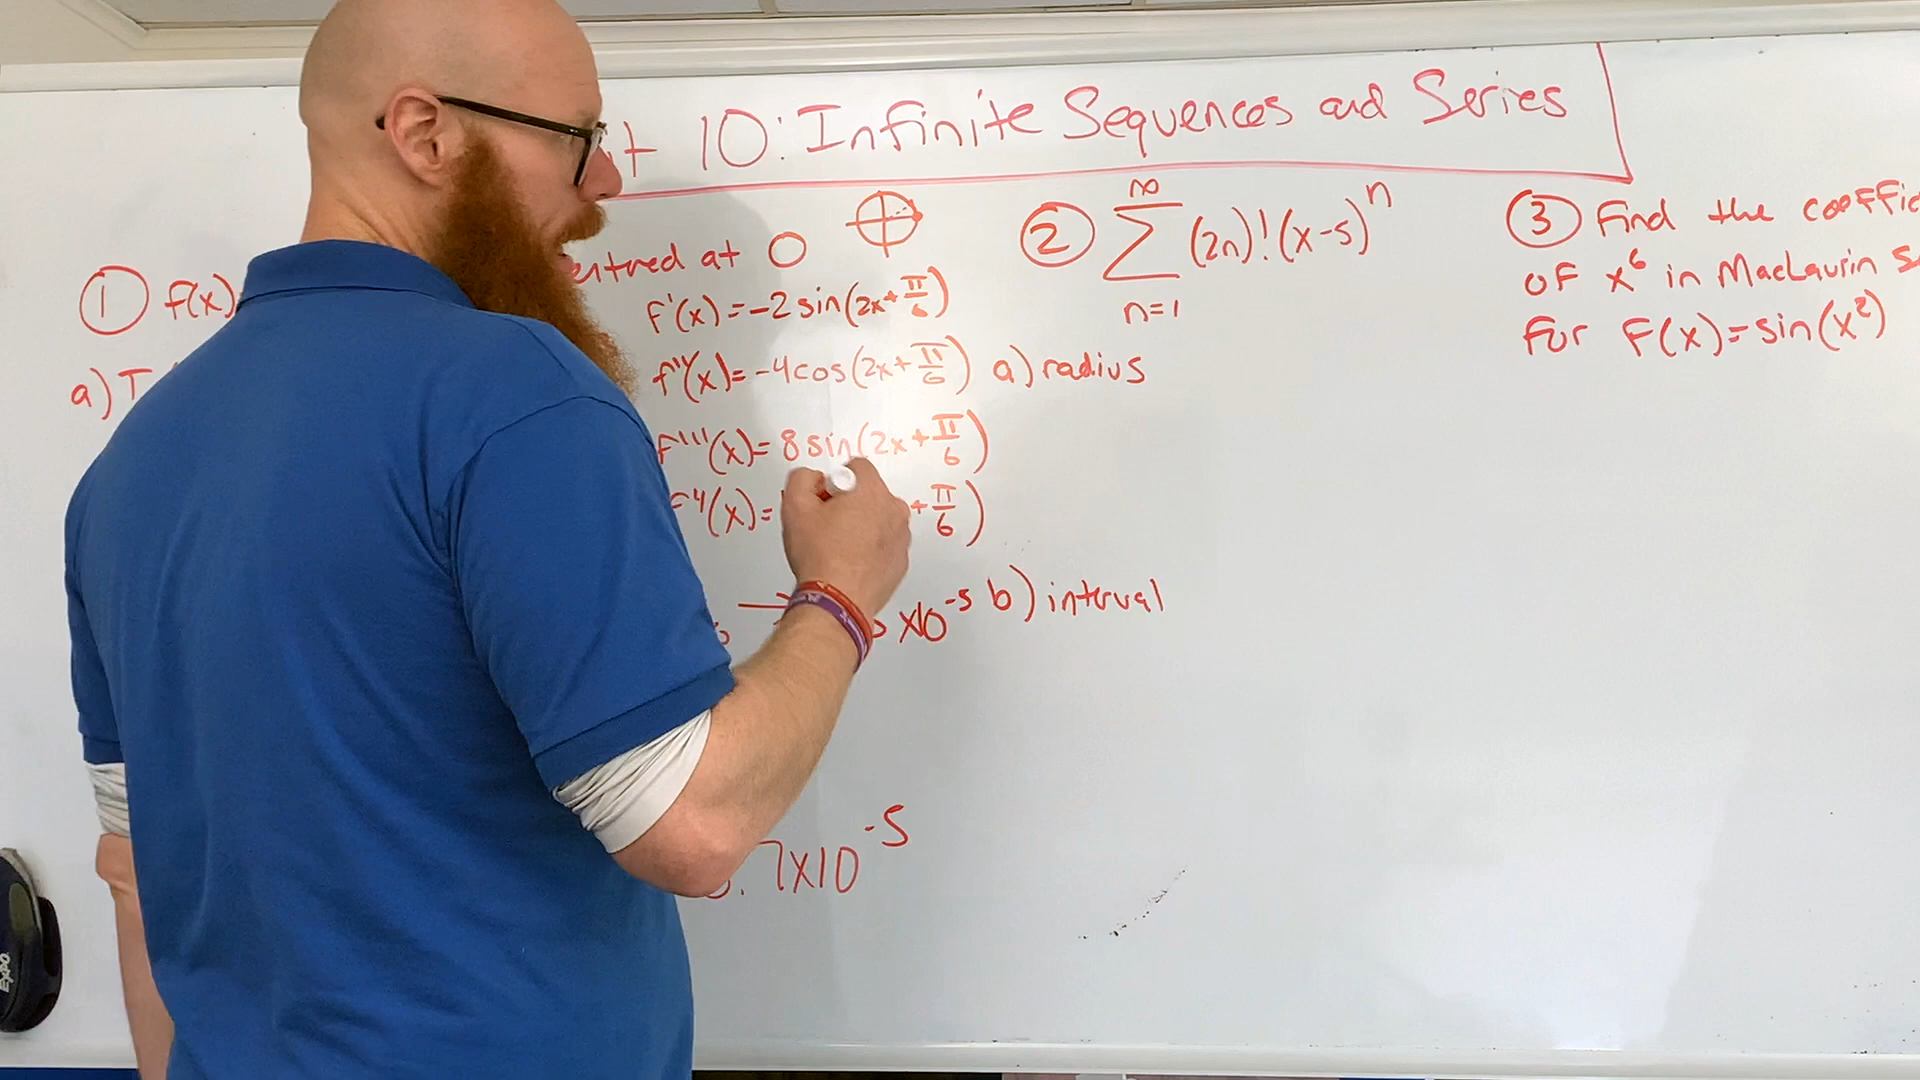 10: Infinite Sequences and Series
① f(x)
at 0
f'(x) = -2 sin(2x + π/6)
f''(x) = -4cos(2x + π/6)
f'''(x) = 8 sin(2x + π/6)
f⁴(x) = + π/6)
x10⁻⁵
7x10⁻⁵
a) T
② ∞ Σ n=1 (2n)!(x-5)ⁿ
a) radius
b) interval
③ Find the
of x⁶ in MacLaurin
for f(x) = sin(x²)
EXPO